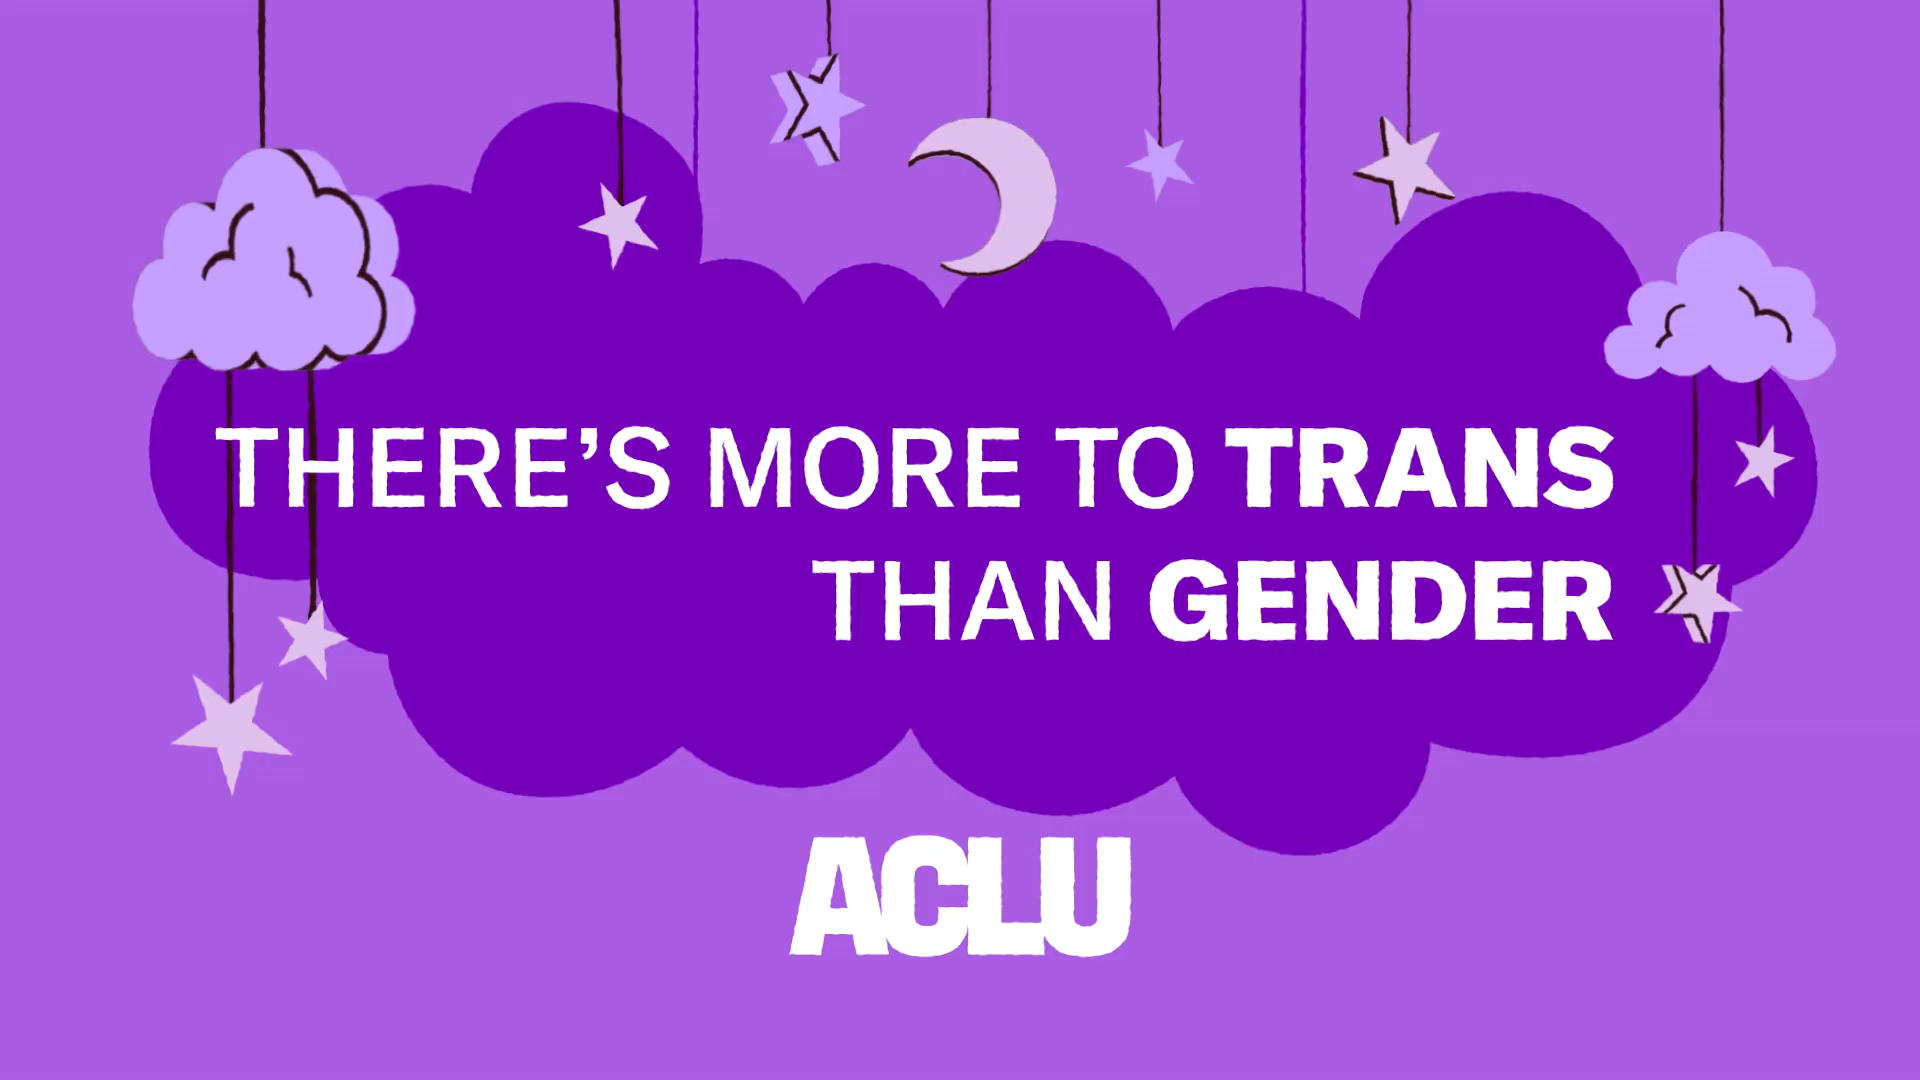 THERE’S MORE TO TRANS
THAN GENDER
ACLU